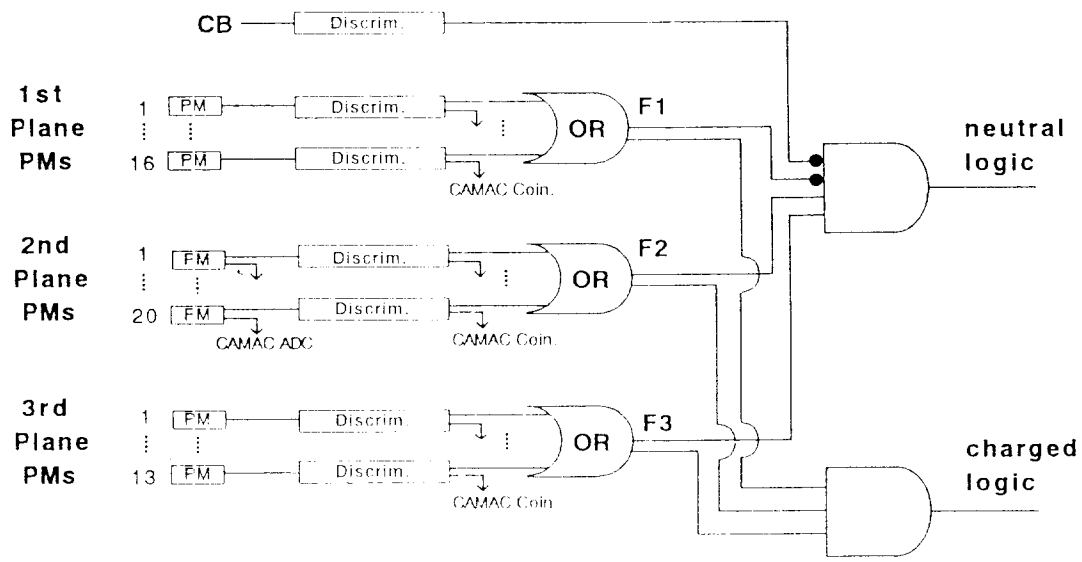 CB
Discrim.
1st
Plane
PMs
1
PM
Discrim.
16
PM
Discrim.
CAMAC Coin.
OR
F1
neutral
logic
2nd
Plane
PMs
1
PM
Discrim.
20
PM
Discrim.
CAMAC ADC
CAMAC Coin.
OR
F2
3rd
Plane
PMs
1
PM
Discrim.
13
PM
Discrim.
CAMAC Coin
OR
F3
charged
logic